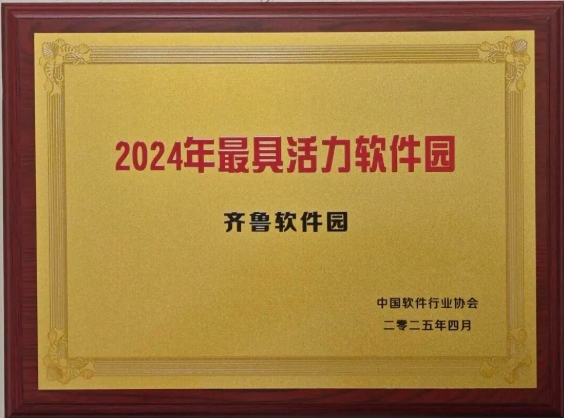 2024年最具活力软件园
齐鲁软件园
中国软件行业协会
二零二五年四月